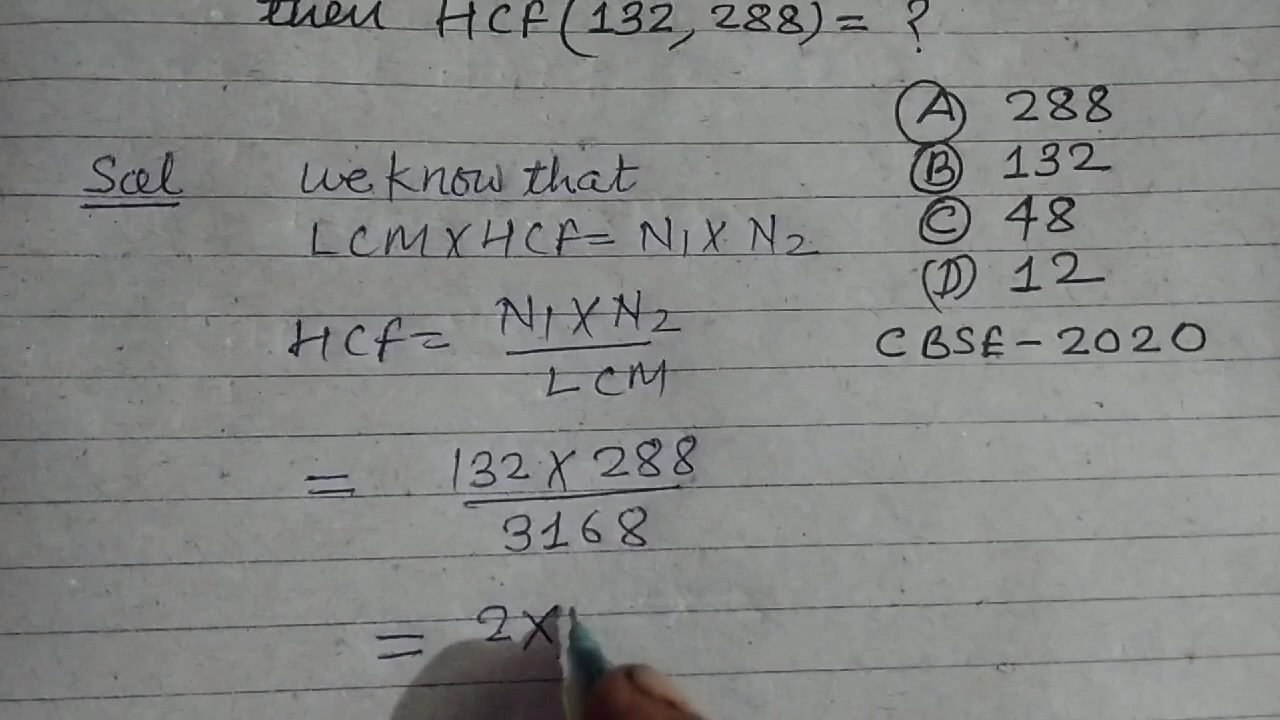 then HCF(132, 288) = ?
(A) 288
(B) 132
(C) 48
(D) 12
CBSE - 2020
Sol we know that
LCM X HCF = N1 X N2
HCF = N1 X N2
LCM
= 132 X 288
3168
= 2 X